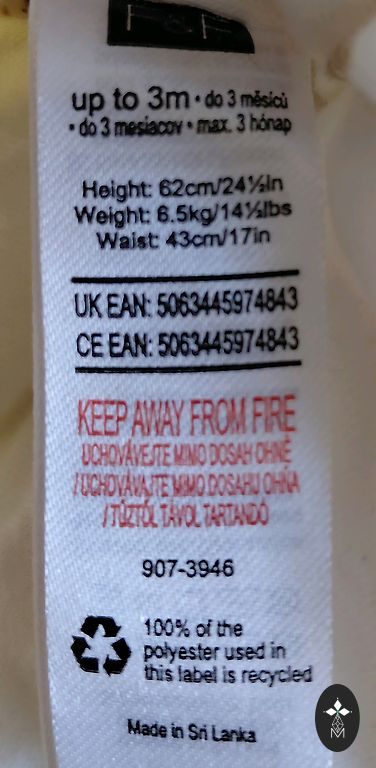 F&F
up to 3m • do 3 měsíců
• do 3 mesiacov • max. 3 hónap
Height: 62cm/24½in
Weight: 6.5kg/14½lbs
Waist: 43cm/17in
UK EAN: 5063445974843
CE EAN: 5063445974843
KEEP AWAY FROM FIRE
UCHOVÁVEJTE MIMO DOSAH OHNĚ
/ UCHOVÁVAJTE MIMO DOSAHU OHŇA
/ TŰZTŐL TÁVOL TARTANDÓ
907-3946
100% of the
polyester used in
this label is recycled
Made in Sri Lanka
M